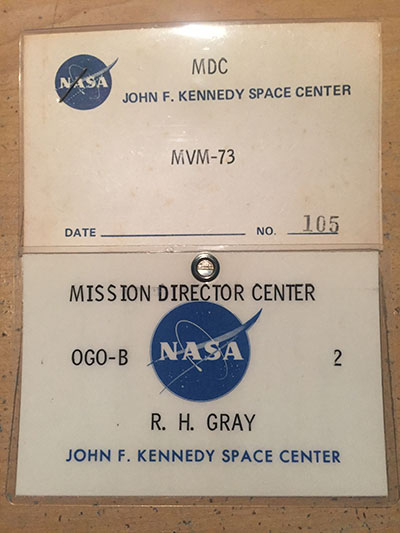 MDC
NASA
JOHN F. KENNEDY SPACE CENTER
MVM-73
DATE NO. 105
MISSION DIRECTOR CENTER
OGO-B NASA 2
R. H. GRAY
JOHN F. KENNEDY SPACE CENTER